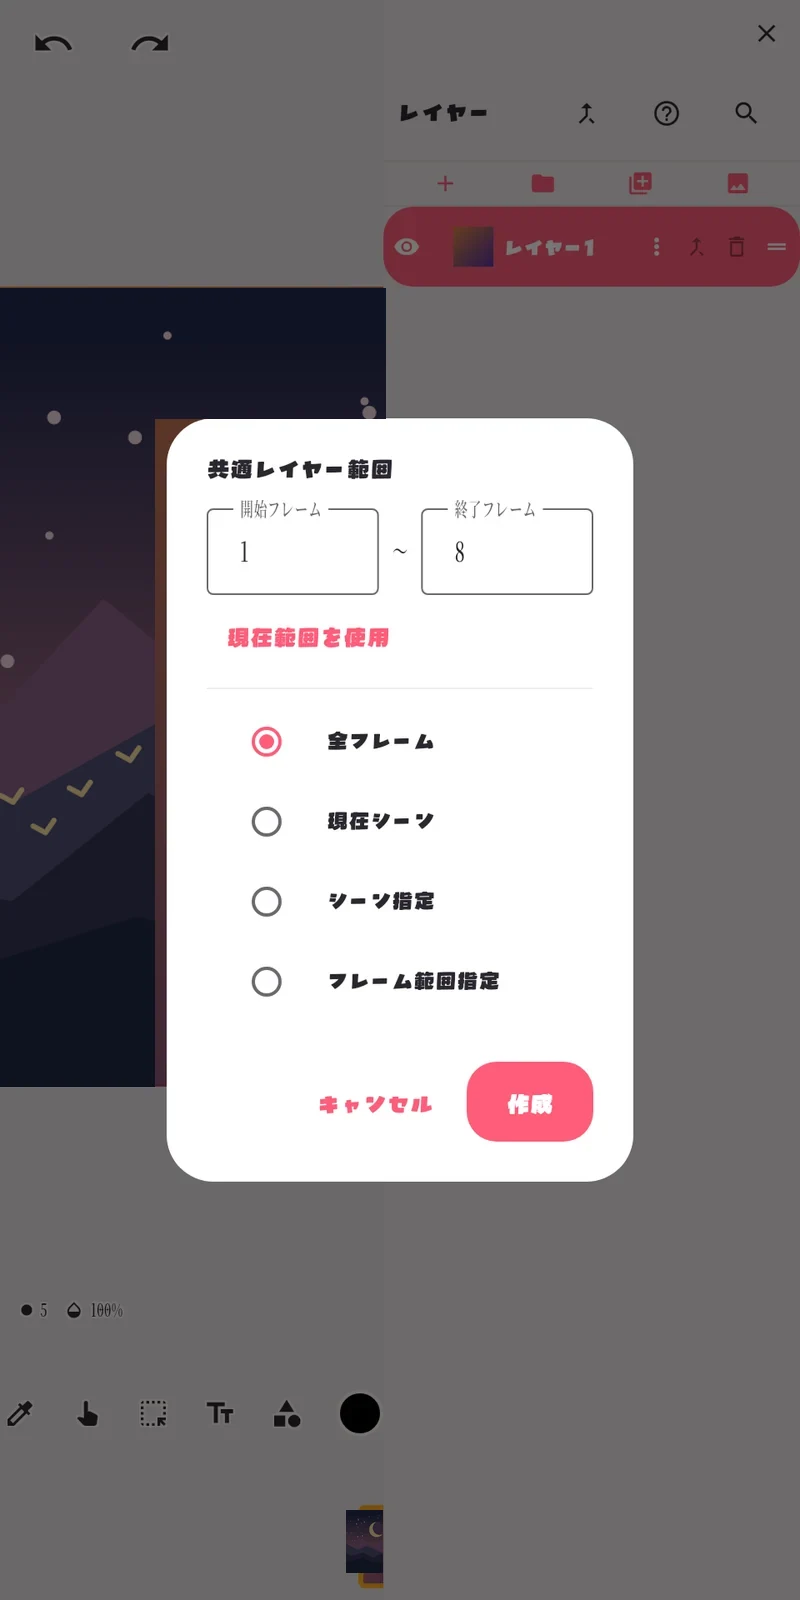 レイヤー
レイヤー1
共通レイヤー範囲
開始フレーム
終了フレーム
1
~
8
現在範囲を使用
全フレーム
現在シーン
シーン指定
フレーム範囲指定
キャンセル
作成
5
100%
Tт